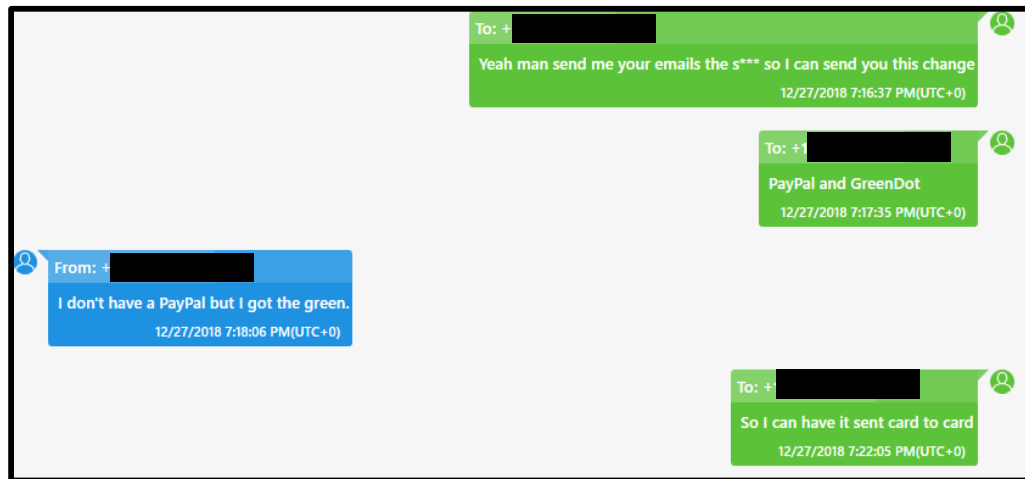 To: +
Yeah man send me your emails the s*** so I can send you this change
12/27/2018 7:16:37 PM(UTC+0)
To: +1
PayPal and GreenDot
12/27/2018 7:17:35 PM(UTC+0)
From: +
I don't have a PayPal but I got the green.
12/27/2018 7:18:06 PM(UTC+0)
To: +1
So I can have it sent card to card
12/27/2018 7:22:05 PM(UTC+0)